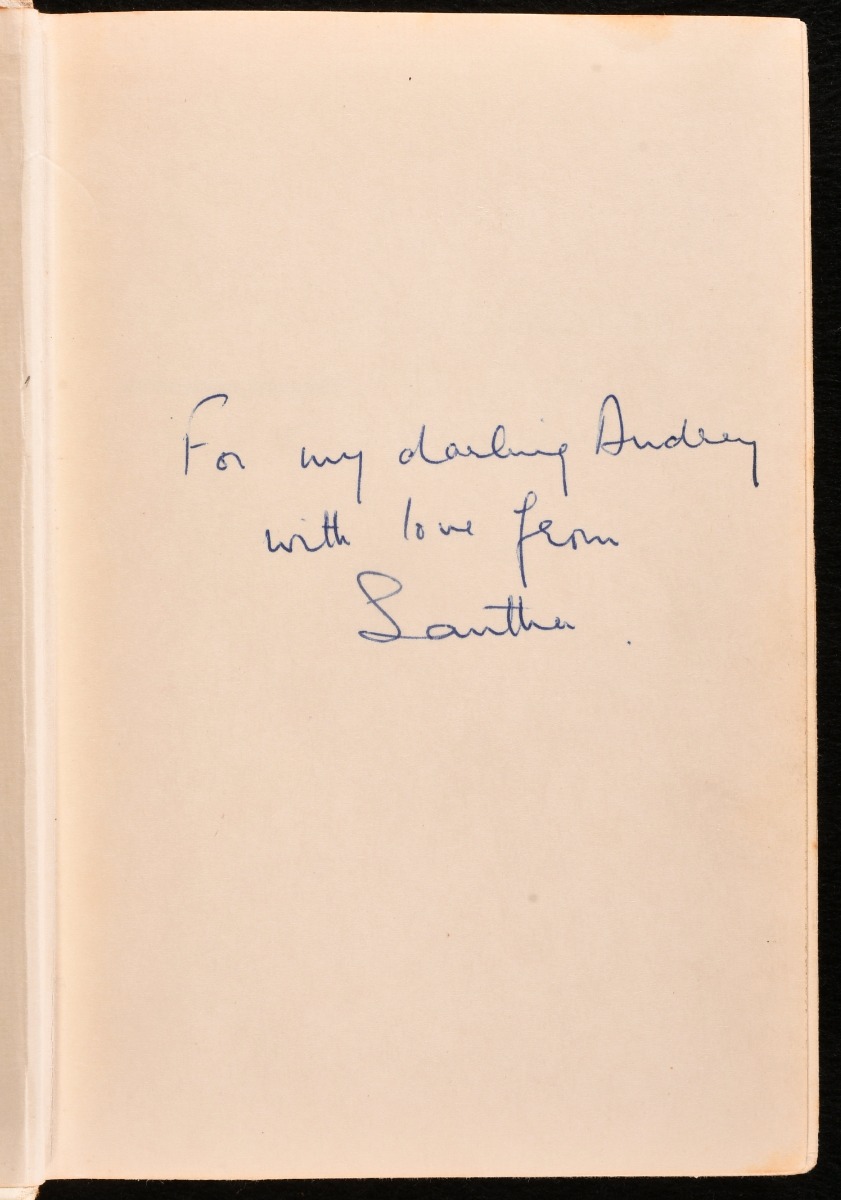 For my darling Audrey
with love from
Santha.